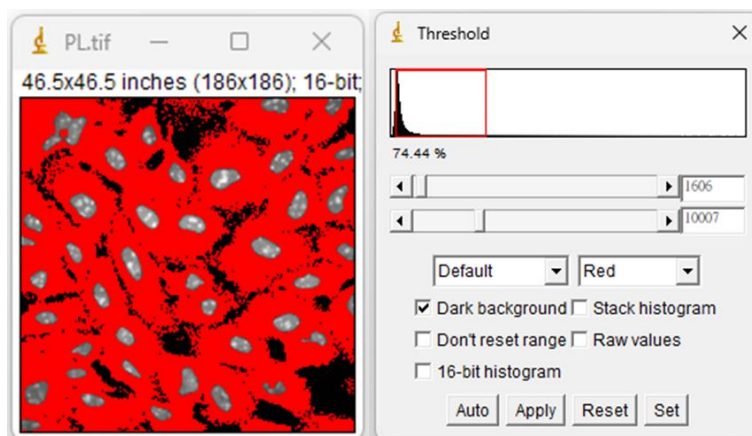 PL.tif
46.5x46.5 inches (186x186); 16-bit;
Threshold
74.44 %
1606
10007
Default
Red
Dark background
Stack histogram
Don't reset range
Raw values
16-bit histogram
Auto
Apply
Reset
Set